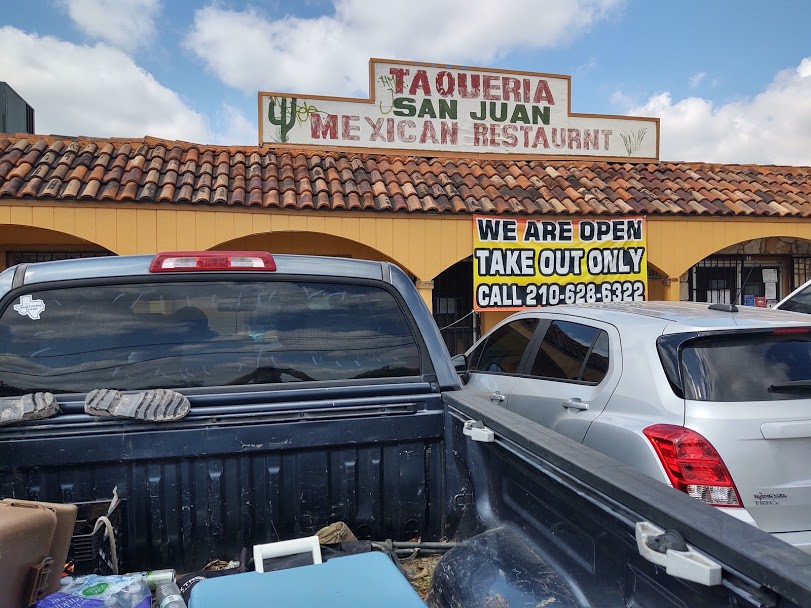 TAQUERIA
SAN JUAN
MEXICAN RESTAURNT
WE ARE OPEN
TAKE OUT ONLY
CALL 210-628-6322